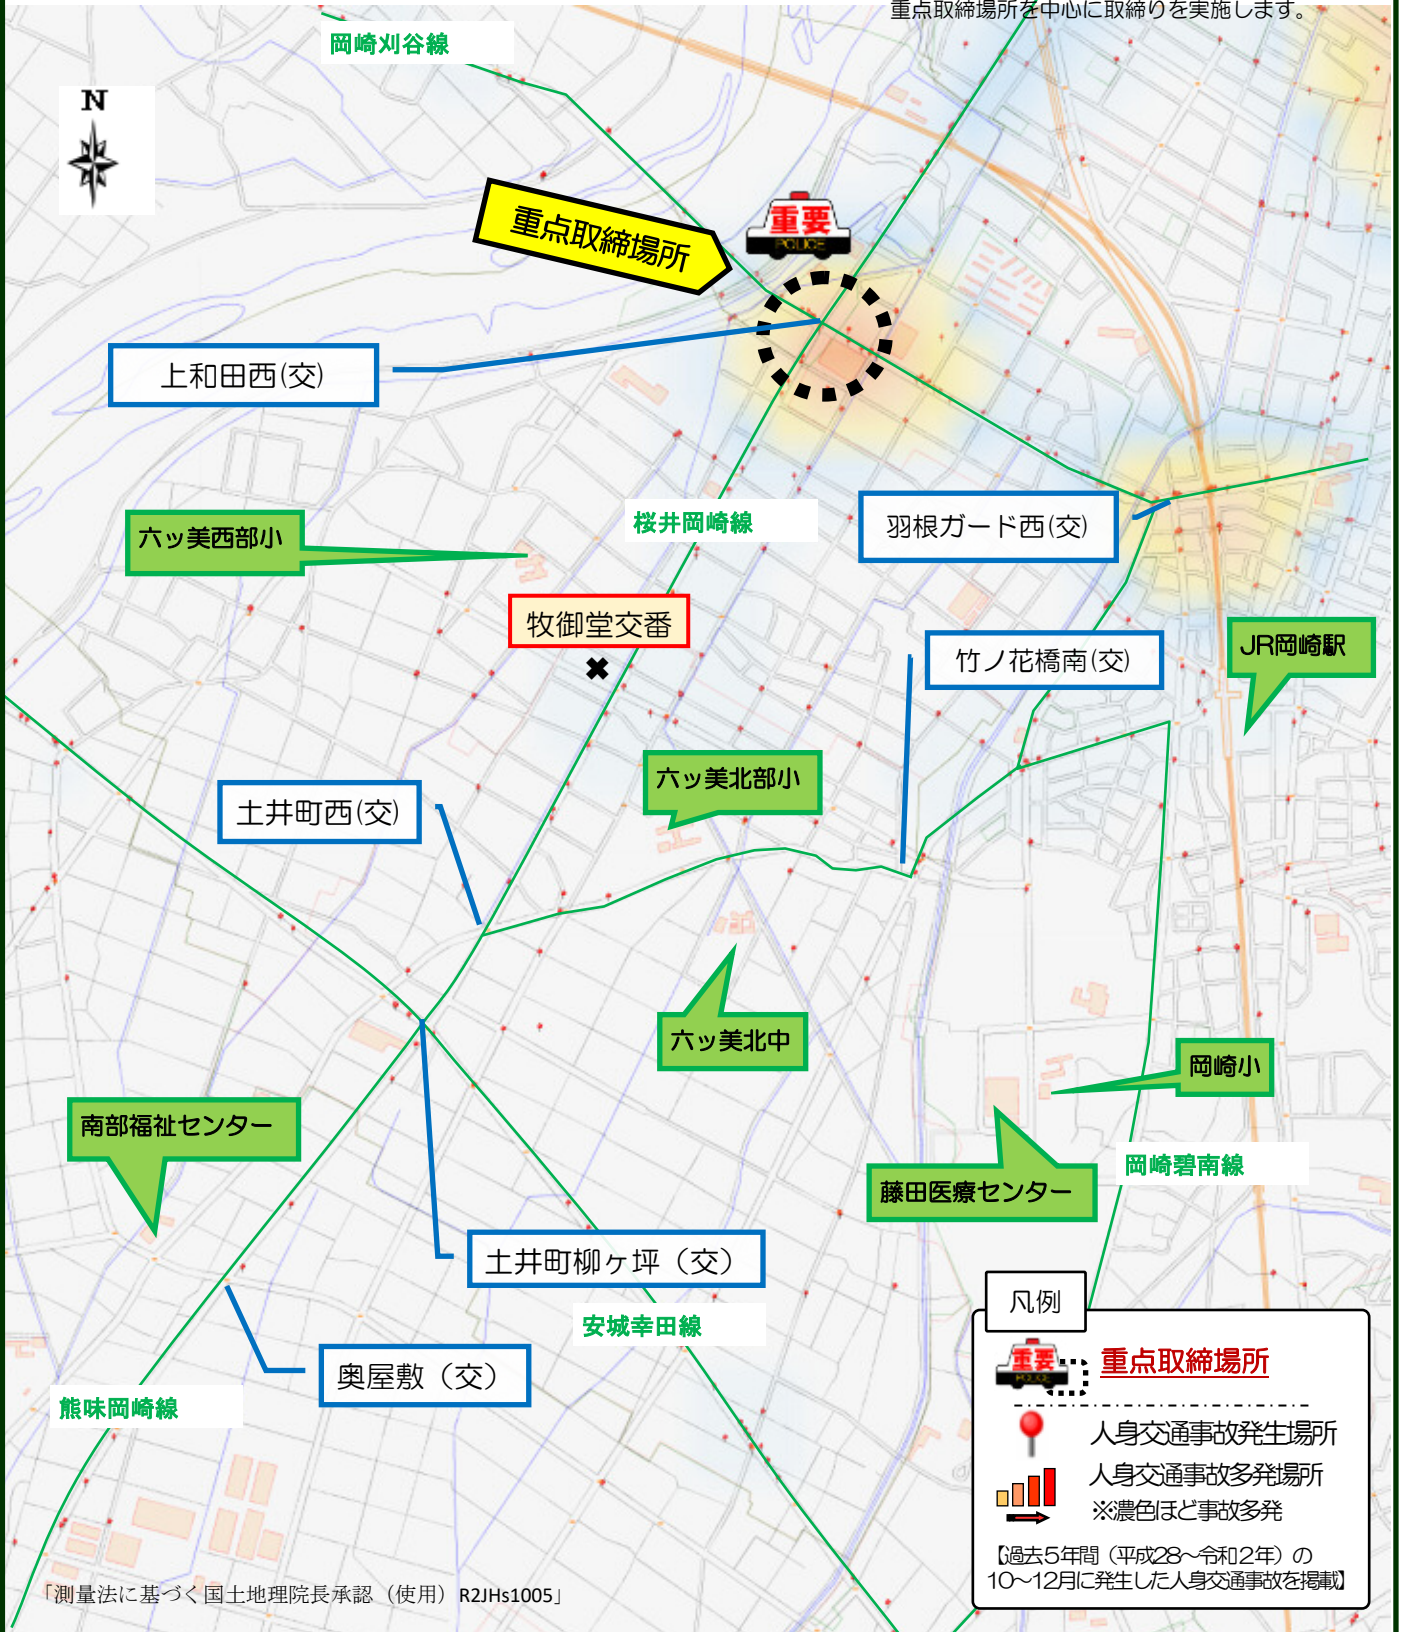 重点取締場所を中心に取締りを実施します。
岡崎刈谷線
N
重点取締場所
重要
POLICE
上和田西(交)
桜井岡崎線
羽根ガード西(交)
六ッ美西部小
牧御堂交番
竹ノ花橋南(交)
JR岡崎駅
六ッ美北部小
土井町西(交)
六ッ美北中
岡崎小
南部福祉センター
岡崎碧南線
藤田医療センター
土井町柳ヶ坪（交）
安城幸田線
奥屋敷（交）
熊味岡崎線
凡例
重要
POLICE
重点取締場所
人身交通事故発生場所
人身交通事故多発場所
※濃色ほど事故多発
【過去５年間（平成28～令和２年）の
10～12月に発生した人身交通事故を掲載】
「測量法に基づく国土地理院長承認（使用）R2JHs1005」